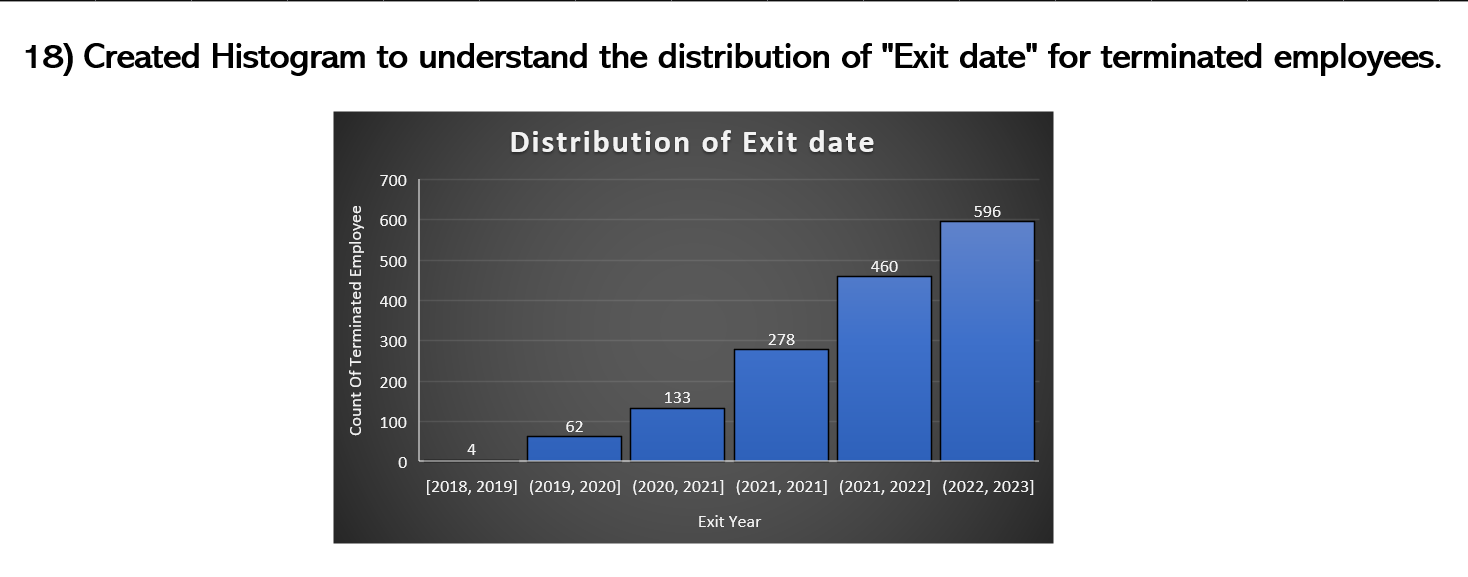 18) Created Histogram to understand the distribution of "Exit date" for terminated employees.
Distribution of Exit date
Count Of Terminated Employee
700
600
500
400
300
200
100
0
4
62
133
278
460
596
[2018, 2019] (2019, 2020] (2020, 2021] (2021, 2021] (2021, 2022] (2022, 2023]
Exit Year